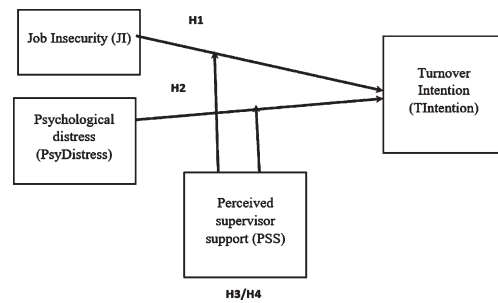 H1
Job Insecurity (JI)
Turnover
Intention
(TIntention)
H2
Psychological
distress
(PsyDistress)
Perceived
supervisor
support (PSS)
H3/H4